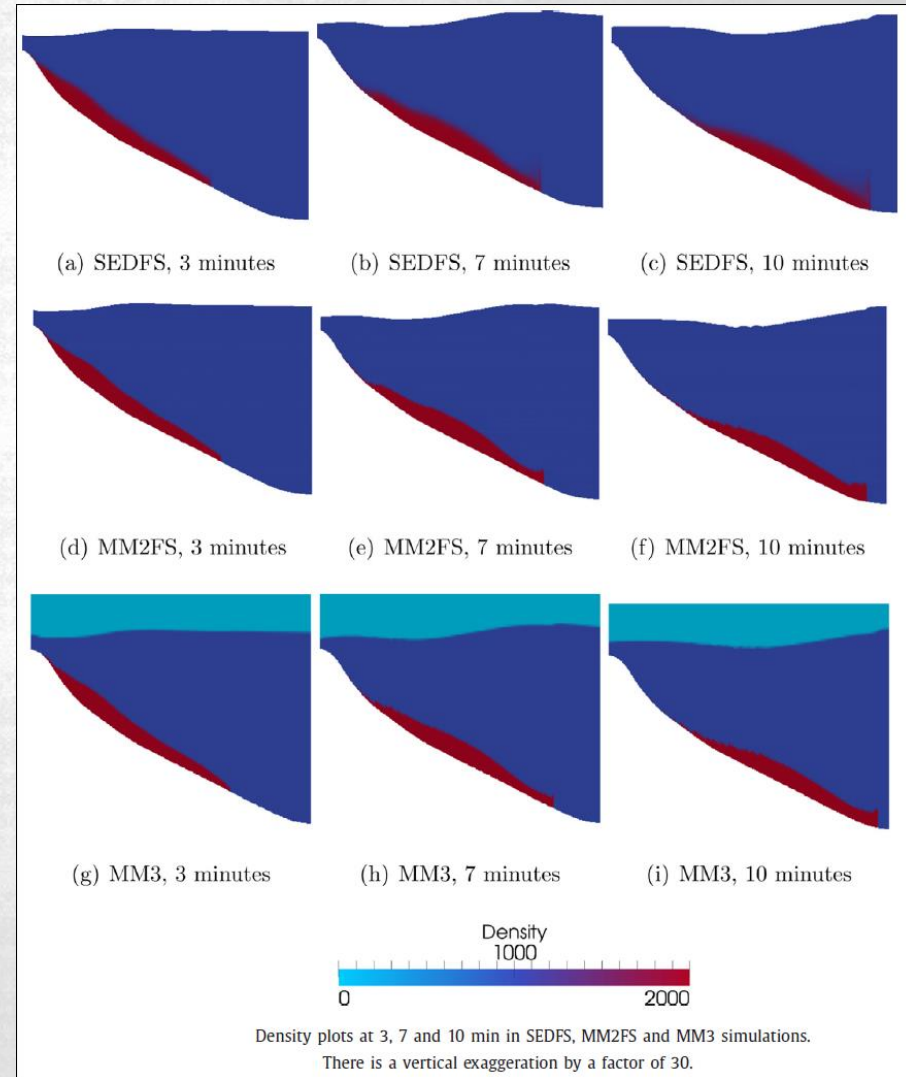 (a) SEDFS, 3 minutes
(b) SEDFS, 7 minutes
(c) SEDFS, 10 minutes
(d) MM2FS, 3 minutes
(e) MM2FS, 7 minutes
(f) MM2FS, 10 minutes
(g) MM3, 3 minutes
(h) MM3, 7 minutes
(i) MM3, 10 minutes
Density
1000
0
2000
Density plots at 3, 7 and 10 min in SEDFS, MM2FS and MM3 simulations.
There is a vertical exaggeration by a factor of 30.